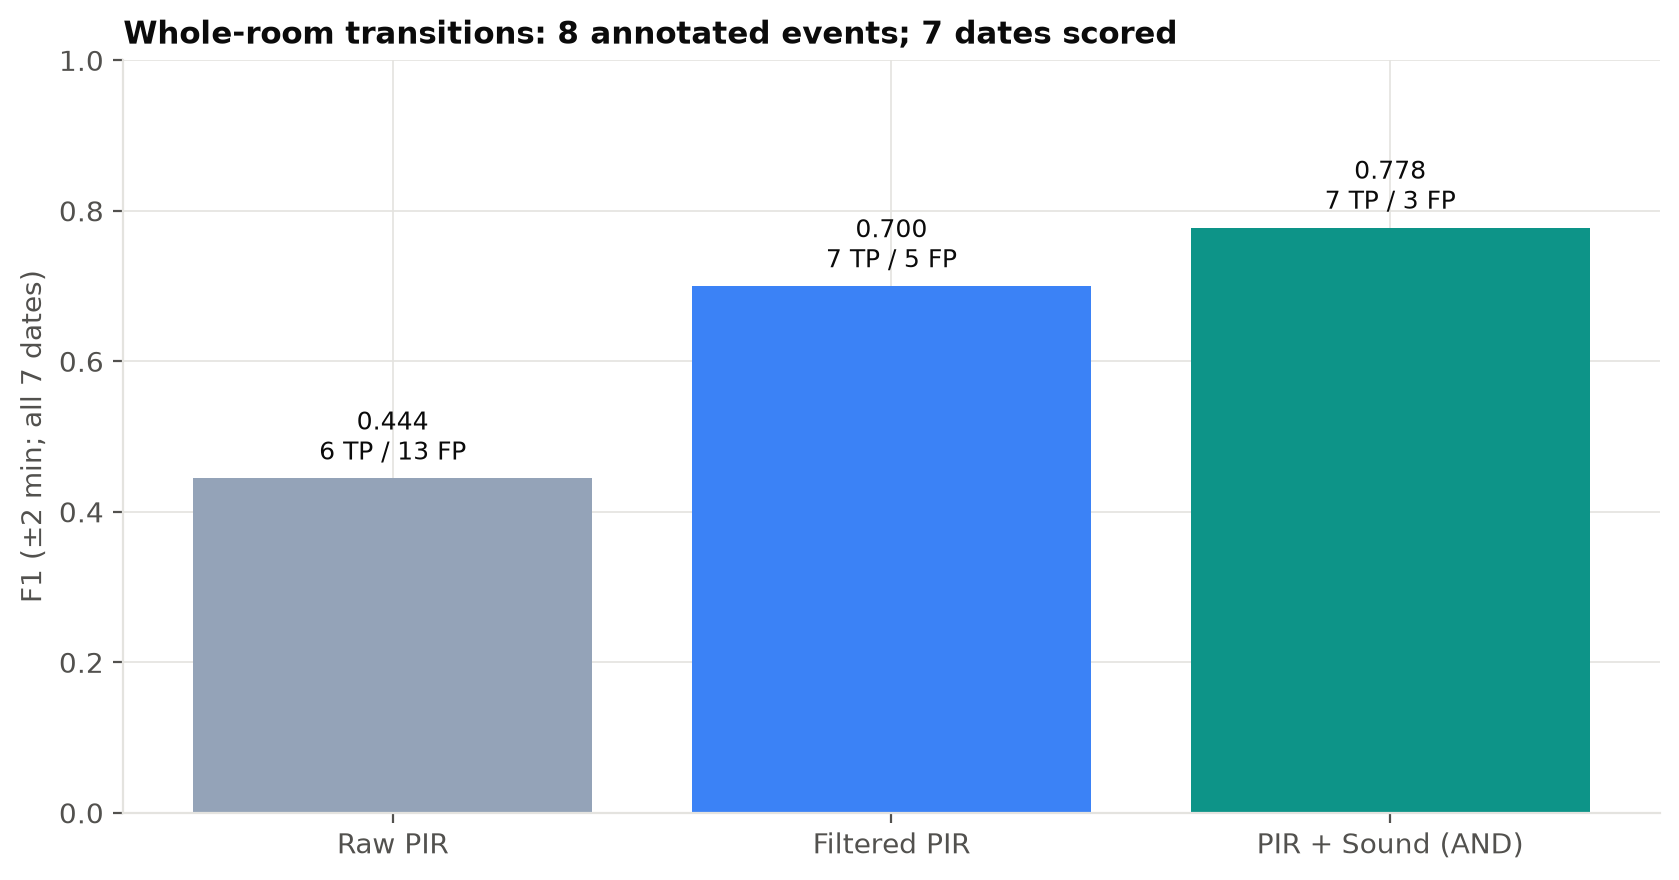 Whole-room transitions: 8 annotated events; 7 dates scored
F1 (±2 min; all 7 dates)
1.0
0.8
0.6
0.4
0.2
0.0
0.444
6 TP / 13 FP
0.700
7 TP / 5 FP
0.778
7 TP / 3 FP
Raw PIR
Filtered PIR
PIR + Sound (AND)